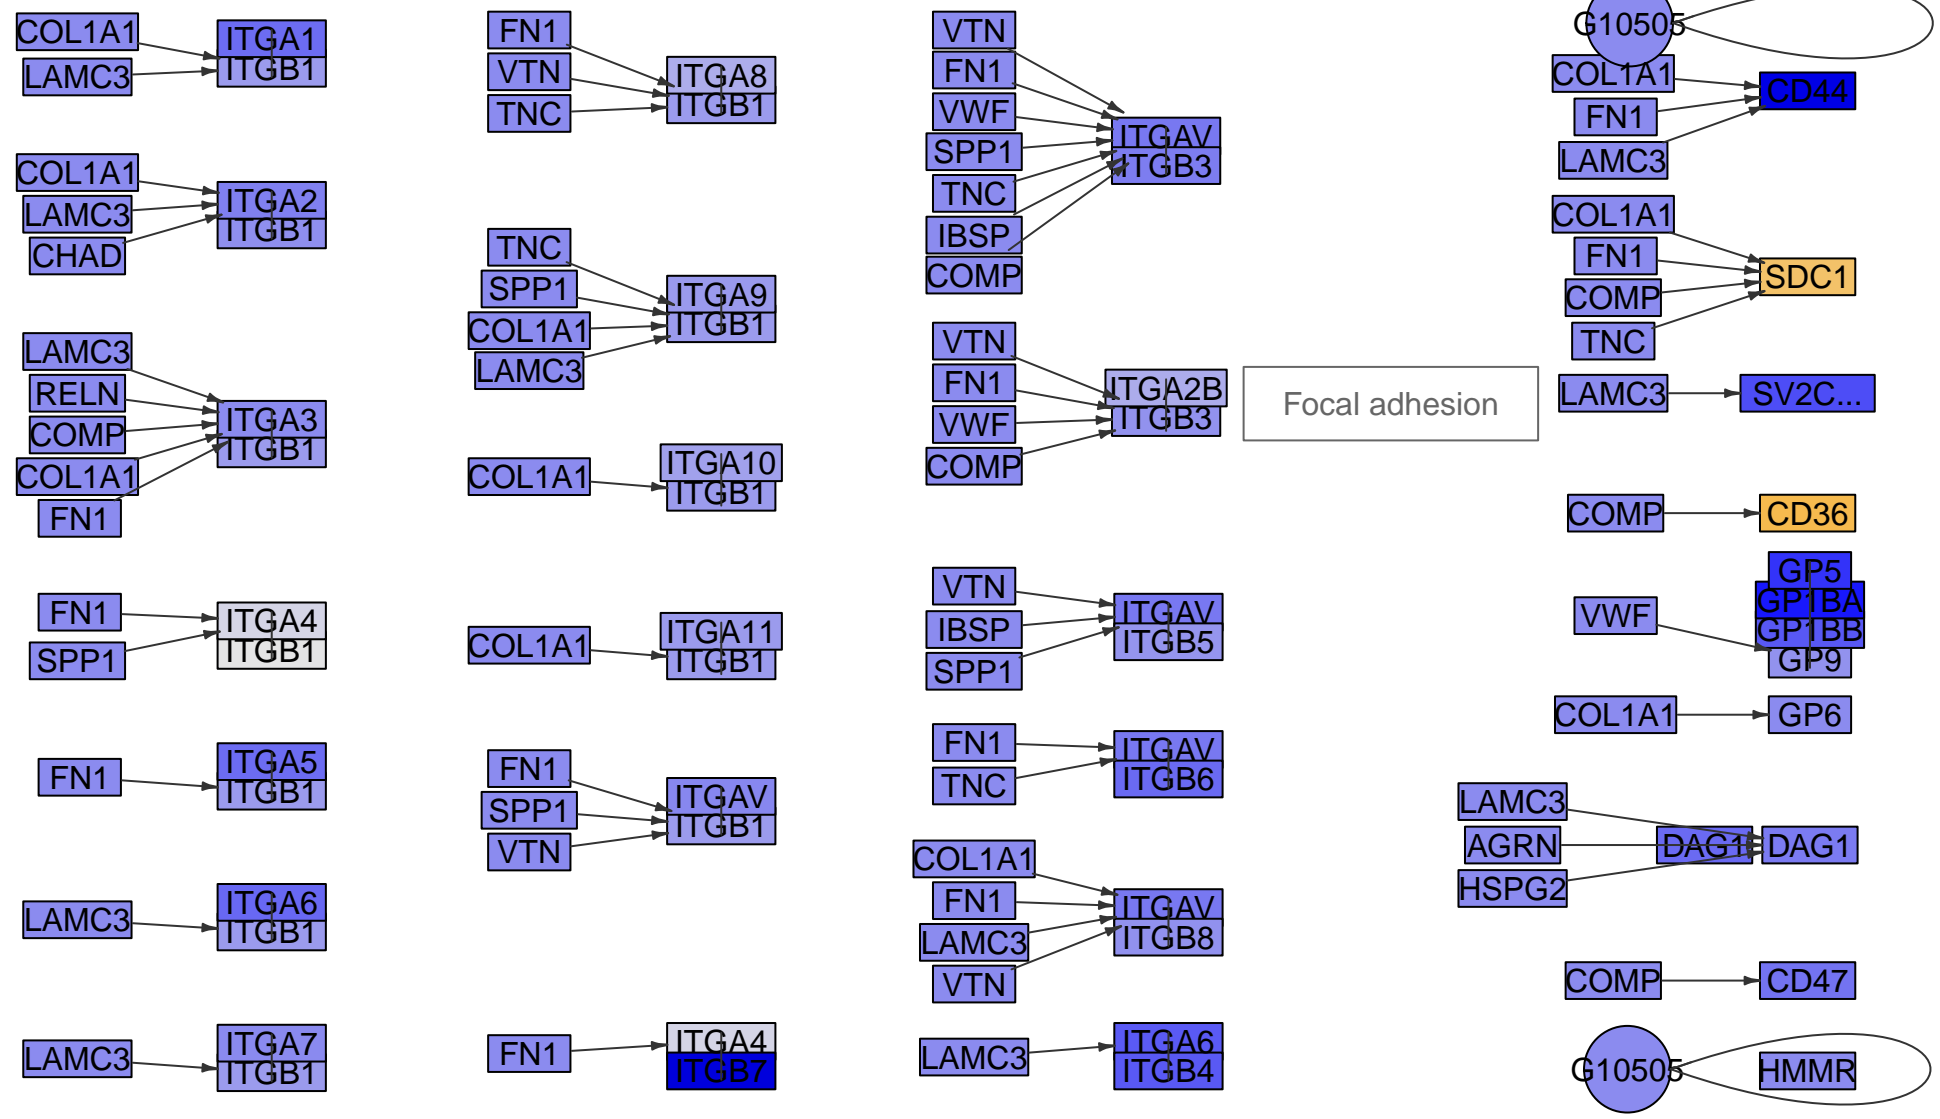 COL1A1
LAMC3
ITGA1
ITGB1
COL1A1
LAMC3
CHAD
ITGA2
ITGB1
LAMC3
RELN
COMP
COL1A1
FN1
ITGA3
ITGB1
FN1
SPP1
ITGA4
ITGB1
FN1
ITGA5
ITGB1
LAMC3
ITGA6
ITGB1
LAMC3
ITGA7
ITGB1
FN1
VTN
TNC
ITGA8
ITGB1
TNC
SPP1
COL1A1
LAMC3
ITGA9
ITGB1
COL1A1
ITGA10
ITGB1
COL1A1
ITGA11
ITGB1
FN1
SPP1
VTN
ITGAV
ITGB1
FN1
ITGA4
ITGB7
VTN
FN1
VWF
SPP1
TNC
IBSP
COMP
ITGAV
ITGB3
VTN
FN1
VWF
COMP
ITGA2B
ITGB3
Focal adhesion
VTN
IBSP
SPP1
ITGAV
ITGB5
FN1
TNC
ITGAV
ITGB6
COL1A1
FN1
LAMC3
VTN
ITGAV
ITGB8
LAMC3
ITGA6
ITGB4
G10505
COL1A1
FN1
LAMC3
CD44
COL1A1
FN1
COMP
TNC
SDC1
LAMC3
SV2C...
COMP
CD36
VWF
GP5
GP1BA
GP1BB
GP9
COL1A1
GP6
LAMC3
AGRN
HSPG2
DAG1
DAG1
COMP
CD47
G10505
HMMR